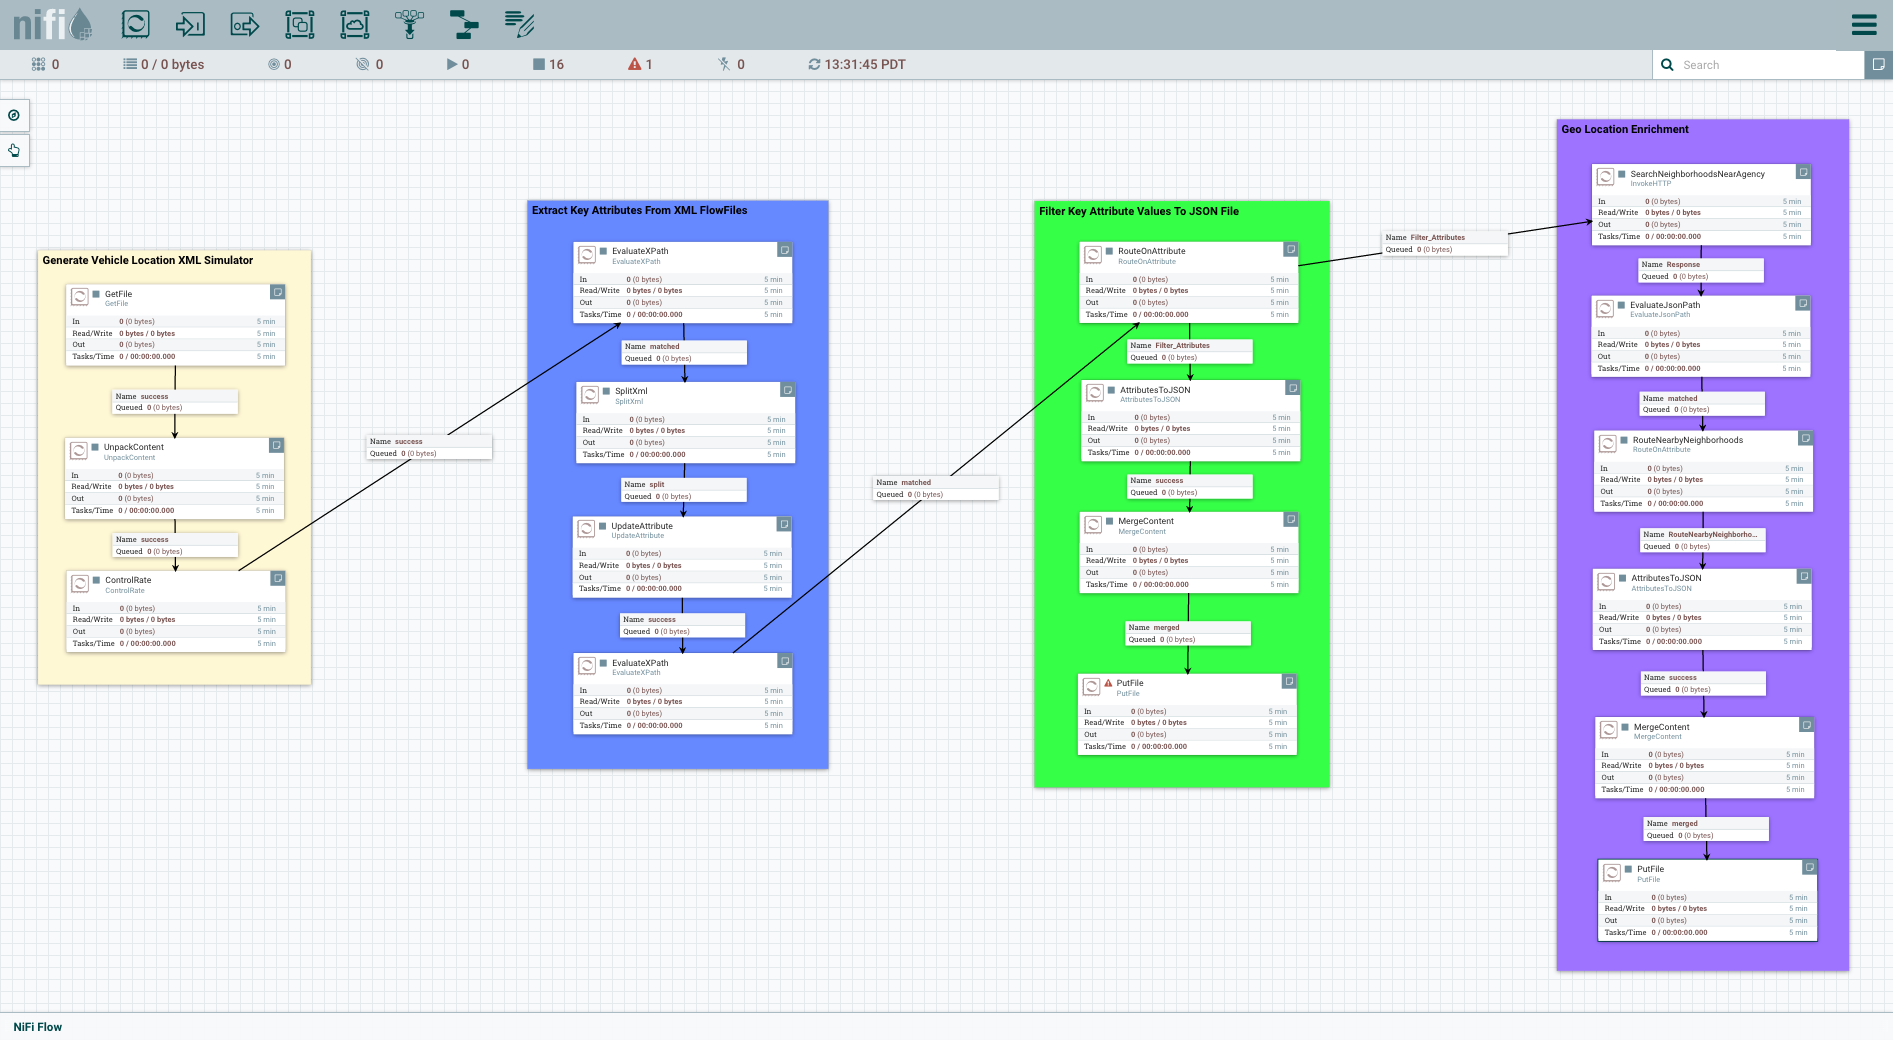 nifi
0
0 / 0 bytes
0
0
0
16
1
0
13:31:45 PDT
Search
Generate Vehicle Location XML Simulator
GetFile
GetFile
In 0 (0 bytes) 5 min
Read/Write 0 bytes / 0 bytes 5 min
Out 0 (0 bytes) 5 min
Tasks/Time 0 / 00:00:00.000 5 min
Name success
Queued 0 (0 bytes)
UnpackContent
UnpackContent
In 0 (0 bytes) 5 min
Read/Write 0 bytes / 0 bytes 5 min
Out 0 (0 bytes) 5 min
Tasks/Time 0 / 00:00:00.000 5 min
Name success
Queued 0 (0 bytes)
ControlRate
ControlRate
In 0 (0 bytes) 5 min
Read/Write 0 bytes / 0 bytes 5 min
Out 0 (0 bytes) 5 min
Tasks/Time 0 / 00:00:00.000 5 min
Name success
Queued 0 (0 bytes)
Extract Key Attributes From XML FlowFiles
EvaluateXPath
EvaluateXPath
In 0 (0 bytes) 5 min
Read/Write 0 bytes / 0 bytes 5 min
Out 0 (0 bytes) 5 min
Tasks/Time 0 / 00:00:00.000 5 min
Name matched
Queued 0 (0 bytes)
SplitXml
SplitXml
In 0 (0 bytes) 5 min
Read/Write 0 bytes / 0 bytes 5 min
Out 0 (0 bytes) 5 min
Tasks/Time 0 / 00:00:00.000 5 min
Name split
Queued 0 (0 bytes)
UpdateAttribute
UpdateAttribute
In 0 (0 bytes) 5 min
Read/Write 0 bytes / 0 bytes 5 min
Out 0 (0 bytes) 5 min
Tasks/Time 0 / 00:00:00.000 5 min
Name success
Queued 0 (0 bytes)
EvaluateXPath
EvaluateXPath
In 0 (0 bytes) 5 min
Read/Write 0 bytes / 0 bytes 5 min
Out 0 (0 bytes) 5 min
Tasks/Time 0 / 00:00:00.000 5 min
Name matched
Queued 0 (0 bytes)
Filter Key Attribute Values To JSON File
RouteOnAttribute
RouteOnAttribute
In 0 (0 bytes) 5 min
Read/Write 0 bytes / 0 bytes 5 min
Out 0 (0 bytes) 5 min
Tasks/Time 0 / 00:00:00.000 5 min
Name Filter_Attributes
Queued 0 (0 bytes)
AttributesToJSON
AttributesToJSON
In 0 (0 bytes) 5 min
Read/Write 0 bytes / 0 bytes 5 min
Out 0 (0 bytes) 5 min
Tasks/Time 0 / 00:00:00.000 5 min
Name success
Queued 0 (0 bytes)
MergeContent
MergeContent
In 0 (0 bytes) 5 min
Read/Write 0 bytes / 0 bytes 5 min
Out 0 (0 bytes) 5 min
Tasks/Time 0 / 00:00:00.000 5 min
Name merged
Queued 0 (0 bytes)
PutFile
PutFile
In 0 (0 bytes) 5 min
Read/Write 0 bytes / 0 bytes 5 min
Out 0 (0 bytes) 5 min
Tasks/Time 0 / 00:00:00.000 5 min
Name Filter_Attributes
Queued 0 (0 bytes)
Geo Location Enrichment
SearchNeighborhoodsNearAgency
InvokeHTTP
In 0 (0 bytes) 5 min
Read/Write 0 bytes / 0 bytes 5 min
Out 0 (0 bytes) 5 min
Tasks/Time 0 / 00:00:00.000 5 min
Name Response
Queued 0 (0 bytes)
EvaluateJsonPath
EvaluateJsonPath
In 0 (0 bytes) 5 min
Read/Write 0 bytes / 0 bytes 5 min
Out 0 (0 bytes) 5 min
Tasks/Time 0 / 00:00:00.000 5 min
Name matched
Queued 0 (0 bytes)
RouteNearbyNeighborhoods
RouteOnAttribute
In 0 (0 bytes) 5 min
Read/Write 0 bytes / 0 bytes 5 min
Out 0 (0 bytes) 5 min
Tasks/Time 0 / 00:00:00.000 5 min
Name RouteNearbyNeighborho...
Queued 0 (0 bytes)
AttributesToJSON
AttributesToJSON
In 0 (0 bytes) 5 min
Read/Write 0 bytes / 0 bytes 5 min
Out 0 (0 bytes) 5 min
Tasks/Time 0 / 00:00:00.000 5 min
Name success
Queued 0 (0 bytes)
MergeContent
MergeContent
In 0 (0 bytes) 5 min
Read/Write 0 bytes / 0 bytes 5 min
Out 0 (0 bytes) 5 min
Tasks/Time 0 / 00:00:00.000 5 min
Name merged
Queued 0 (0 bytes)
PutFile
PutFile
In 0 (0 bytes) 5 min
Read/Write 0 bytes / 0 bytes 5 min
Out 0 (0 bytes) 5 min
Tasks/Time 0 / 00:00:00.000 5 min
NiFi Flow